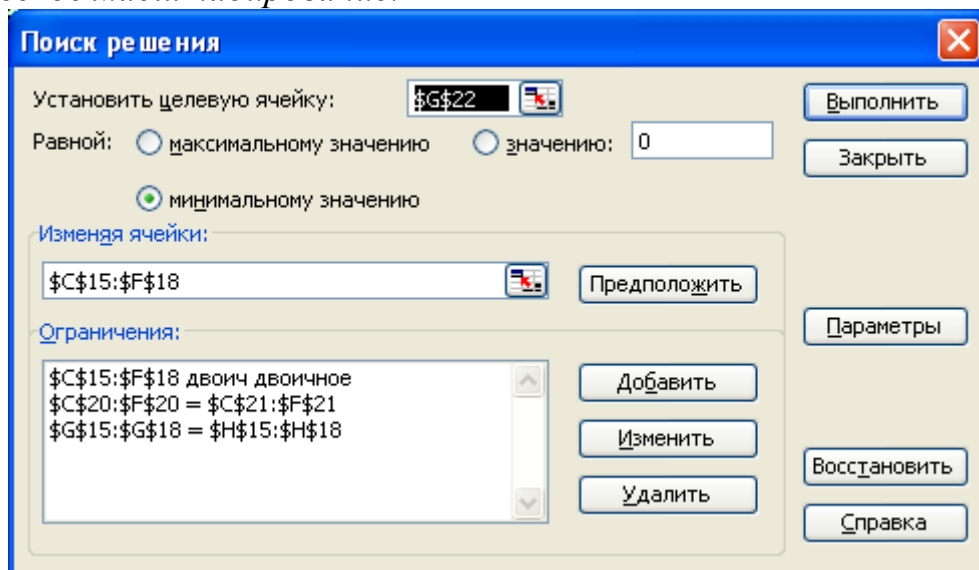 Поиск решения
Установить целевую ячейку: $G$22
Выполнить
Равной: максимальному значению значению: 0
Закрыть
минимальному значению
Изменяя ячейки:
$C$15:$F$18
Предположить
Ограничения:
Параметры
$C$15:$F$18 двоич двоичное
$C$20:$F$20 = $C$21:$F$21
$G$15:$G$18 = $H$15:$H$18
Добавить
Изменить
Удалить
Восстановить
Справка